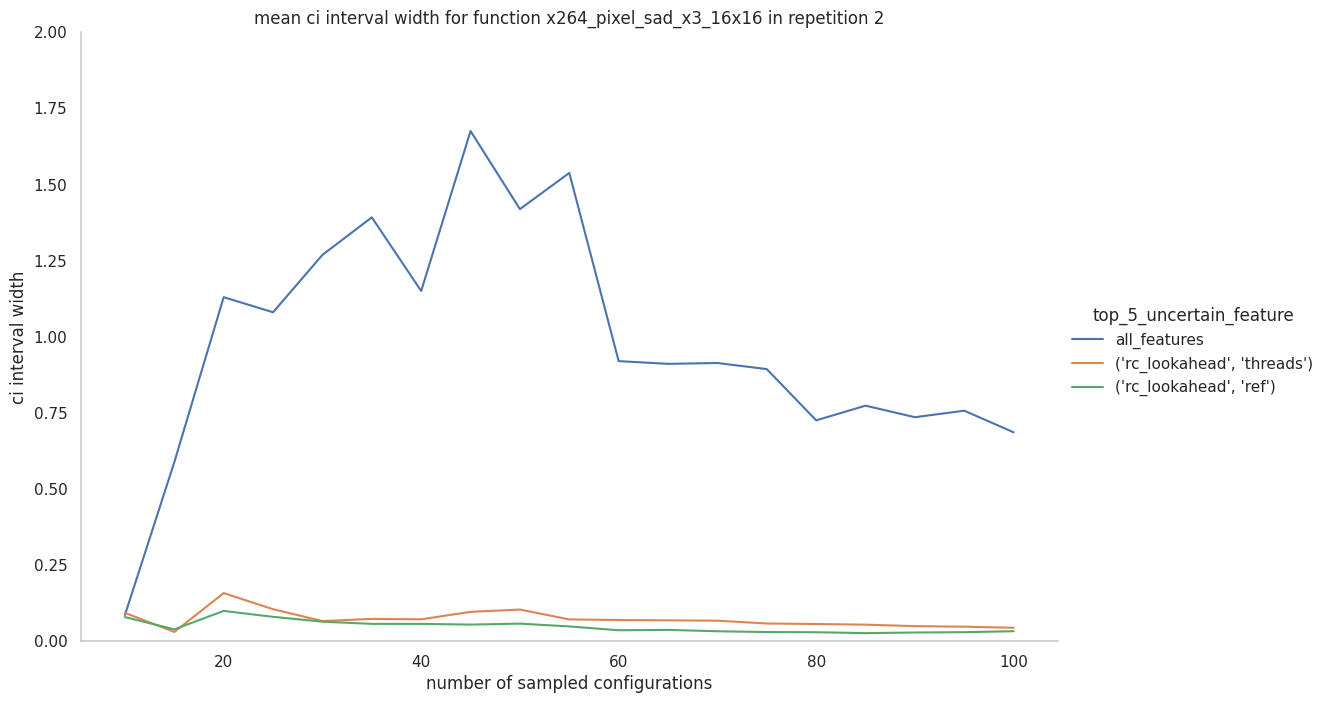 mean ci interval width for function x264_pixel_sad_x3_16x16 in repetition 2
2.00
1.75
1.50
1.25
1.00
0.75
0.50
0.25
0.00
ci interval width
20
40
60
80
100
number of sampled configurations
top_5_uncertain_feature
all_features
('rc_lookahead', 'threads')
('rc_lookahead', 'ref')